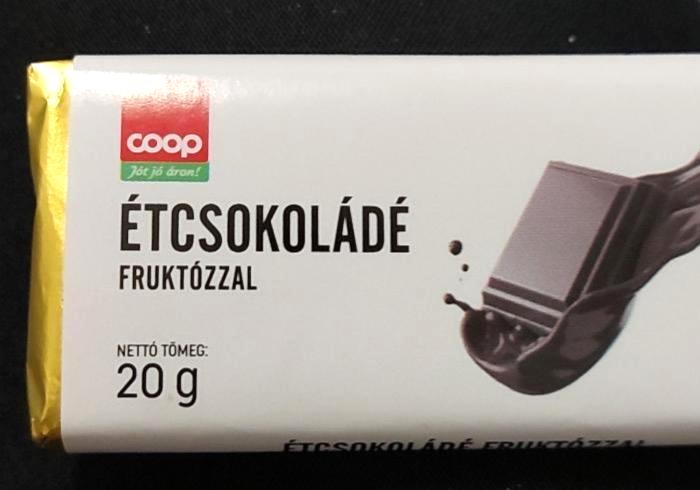 coop
Jót jó áron!
ÉTCSOKOLÁDÉ
FRUKTÓZZAL
NETTÓ TÖMEG:
20 g
ÉTCSOKOLÁDÉ FRUKTÓZZAL